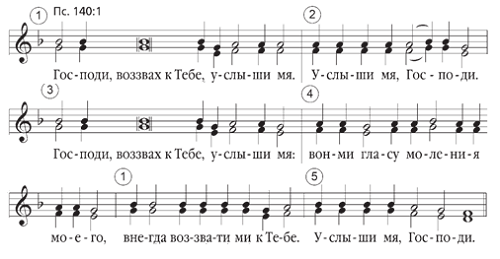 1 Пс. 140:1 2
Гос-поди, воззвах к Тебе, у-слы-ши мя. У-слы-ши мя, Гос-по-ди.
3 4
Гос-поди, воззвах к Тебе, у-слы-ши мя: вон-ми гла-су мо-ле-ни-я
1 5
мо-е-го, вне-гда воз-зва-ти ми к Те-бе. У-слы-ши мя, Гос-по-ди.